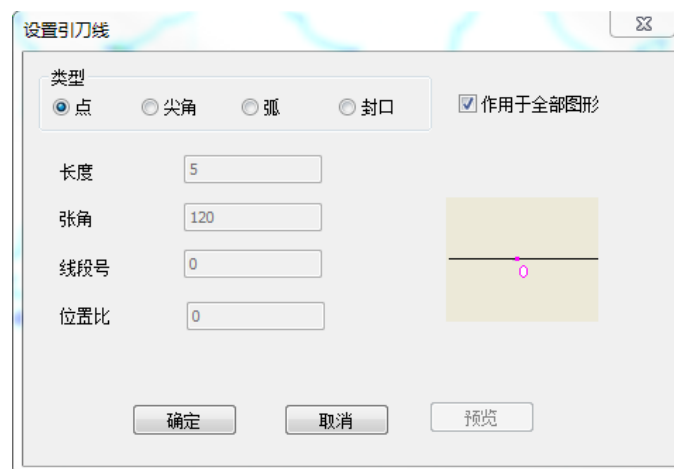 设置引刀线
类型
点 尖角 弧 封口
作用于全部图形
长度 5
张角 120
线段号 0
位置比 0
0
确定 取消 预览